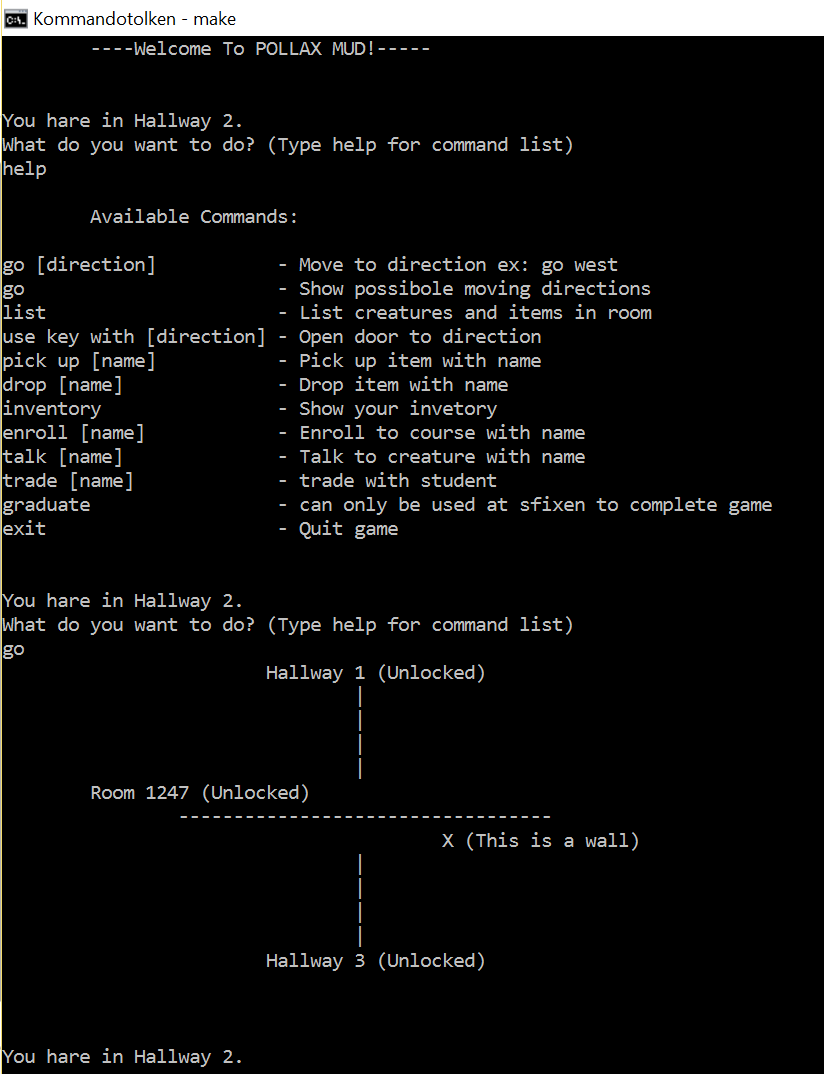 Kommandotolken - make
----Welcome To POLLAX MUD!-----
You hare in Hallway 2.
What do you want to do? (Type help for command list)
help
Available Commands:
go [direction] - Move to direction ex: go west
go - Show possibole moving directions
list - List creatures and items in room
use key with [direction] - Open door to direction
pick up [name] - Pick up item with name
drop [name] - Drop item with name
inventory - Show your invetory
enroll [name] - Enroll to course with name
talk [name] - Talk to creature with name
trade [name] - trade with student
graduate - can only be used at sfixen to complete game
exit - Quit game
You hare in Hallway 2.
What do you want to do? (Type help for command list)
go
Hallway 1 (Unlocked)
|
|
|
|
Room 1247 (Unlocked)
----------------------------------
X (This is a wall)
|
|
|
|
Hallway 3 (Unlocked)
You hare in Hallway 2.